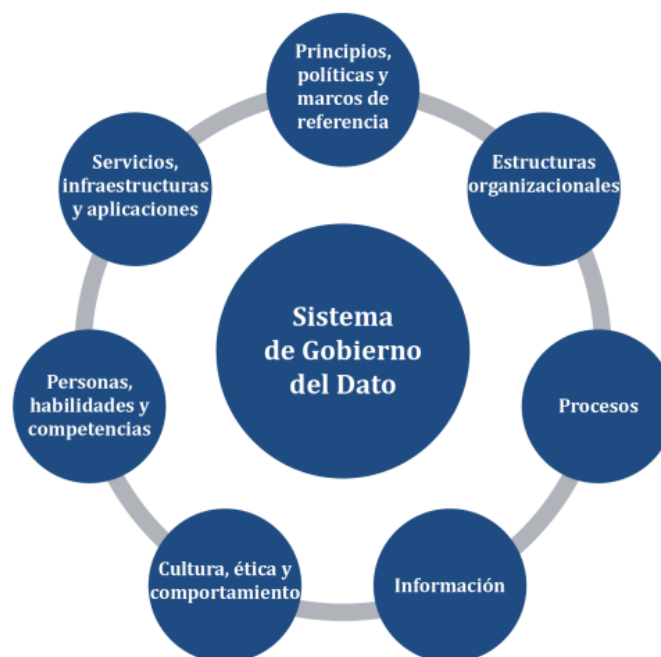 Principios,
políticas y
marcos de
referencia
Estructuras
organizacionales
Procesos
Información
Cultura, ética y
comportamiento
Personas,
habilidades y
competencias
Servicios,
infraestructuras
y aplicaciones
Sistema
de Gobierno
del Dato